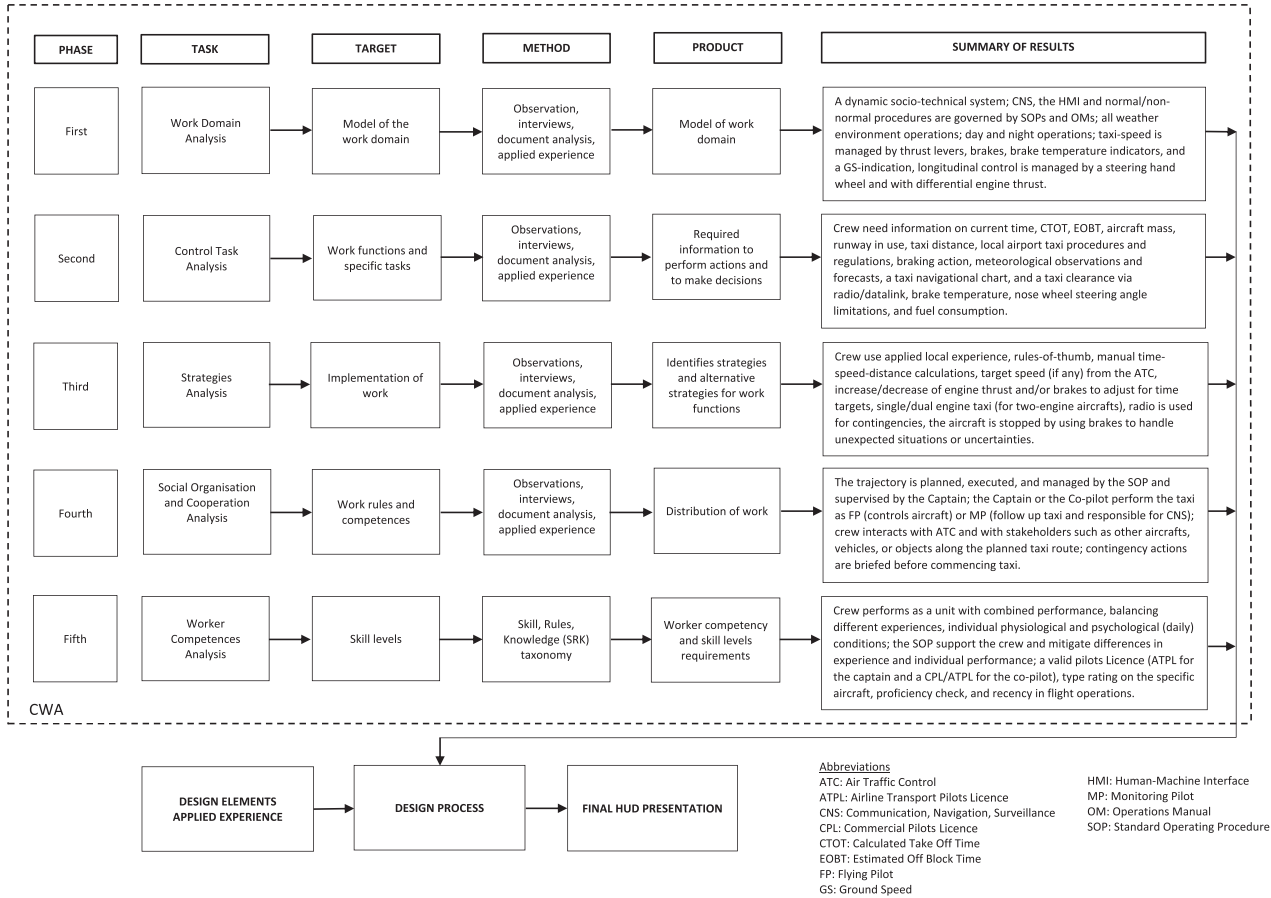 PHASE
TASK
TARGET
METHOD
PRODUCT
SUMMARY OF RESULTS
First
Work Domain
Analysis
Model of the
work domain
Observation,
interviews,
document analysis,
applied experience
Model of work
domain
A dynamic socio-technical system; CNS, the HMI and normal/non-
normal procedures are governed by SOPs and OMs; all weather
environment operations; day and night operations; taxi-speed is
managed by thrust levers, brakes, brake temperature indicators, and
a GS-indication, longitudinal control is managed by a steering hand
wheel and with differential engine thrust.
Second
Control Task
Analysis
Work functions and
specific tasks
Observations,
interviews,
document analysis,
applied experience
Required
information to
perform actions and
to make decisions
Crew need information on current time, CTOT, EOBT, aircraft mass,
runway in use, taxi distance, local airport taxi procedures and
regulations, braking action, meteorological observations and
forecasts, a taxi navigational chart, and a taxi clearance via
radio/datalink, brake temperature, nose wheel steering angle
limitations, and fuel consumption.
Third
Strategies
Analysis
Implementation of
work
Observations,
interviews,
document analysis,
applied experience
Identifies strategies
and alternative
strategies for work
functions
Crew use applied local experience, rules-of-thumb, manual time-
speed-distance calculations, target speed (if any) from the ATC,
increase/decrease of engine thrust and/or brakes to adjust for time
targets, single/dual engine taxi (for two-engine aircrafts), radio is used
for contingencies, the aircraft is stopped by using brakes to handle
unexpected situations or uncertainties.
Fourth
Social Organisation
and Cooperation
Analysis
Work rules and
competences
Observations,
interviews,
document analysis,
applied experience
Distribution of work
The trajectory is planned, executed, and managed by the SOP and
supervised by the Captain; the Captain or the Co-pilot perform the taxi
as FP (controls aircraft) or MP (follow up taxi and responsible for CNS);
crew interacts with ATC and with stakeholders such as other aircrafts,
vehicles, or objects along the planned taxi route; contingency actions
are briefed before commencing taxi.
Fifth
Worker
Competences
Analysis
Skill levels
Skill, Rules,
Knowledge (SRK)
taxonomy
Worker competency
and skill levels
requirements
Crew performs as a unit with combined performance, balancing
different experiences, individual physiological and psychological (daily)
conditions; the SOP support the crew and mitigate differences in
experience and individual performance; a valid pilots Licence (ATPL for
the captain and a CPL/ATPL for the co-pilot), type rating on the specific
aircraft, proficiency check, and recency in flight operations.
CWA
DESIGN ELEMENTS
APPLIED EXPERIENCE
DESIGN PROCESS
FINAL HUD PRESENTATION
Abbreviations
ATC: Air Traffic Control
ATPL: Airline Transport Pilots Licence
CNS: Communication, Navigation, Surveillance
CPL: Commercial Pilots Licence
CTOT: Calculated Take Off Time
EOBT: Estimated Off Block Time
FP: Flying Pilot
GS: Ground Speed
HMI: Human-Machine Interface
MP: Monitoring Pilot
OM: Operations Manual
SOP: Standard Operating Procedure